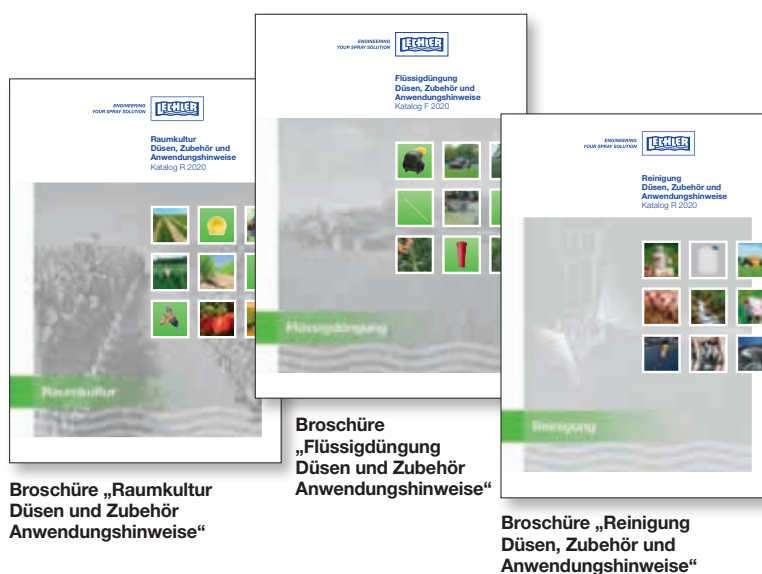 ENGINEERING
YOUR SPRAY SOLUTION
LECHLER
Raumkultur
Düsen, Zubehör und
Anwendungshinweise
Katalog R 2020
Raumkultur
Broschüre „Raumkultur
Düsen und Zubehör
Anwendungshinweise“
ENGINEERING
YOUR SPRAY SOLUTION
LECHLER
Flüssigdüngung
Düsen, Zubehör und
Anwendungshinweise
Katalog F 2020
Flüssigdüngung
Broschüre
„Flüssigdüngung
Düsen und Zubehör
Anwendungshinweise“
ENGINEERING
YOUR SPRAY SOLUTION
LECHLER
Reinigung
Düsen, Zubehör und
Anwendungshinweise
Katalog R 2020
Reinigung
Broschüre „Reinigung
Düsen, Zubehör und
Anwendungshinweise“